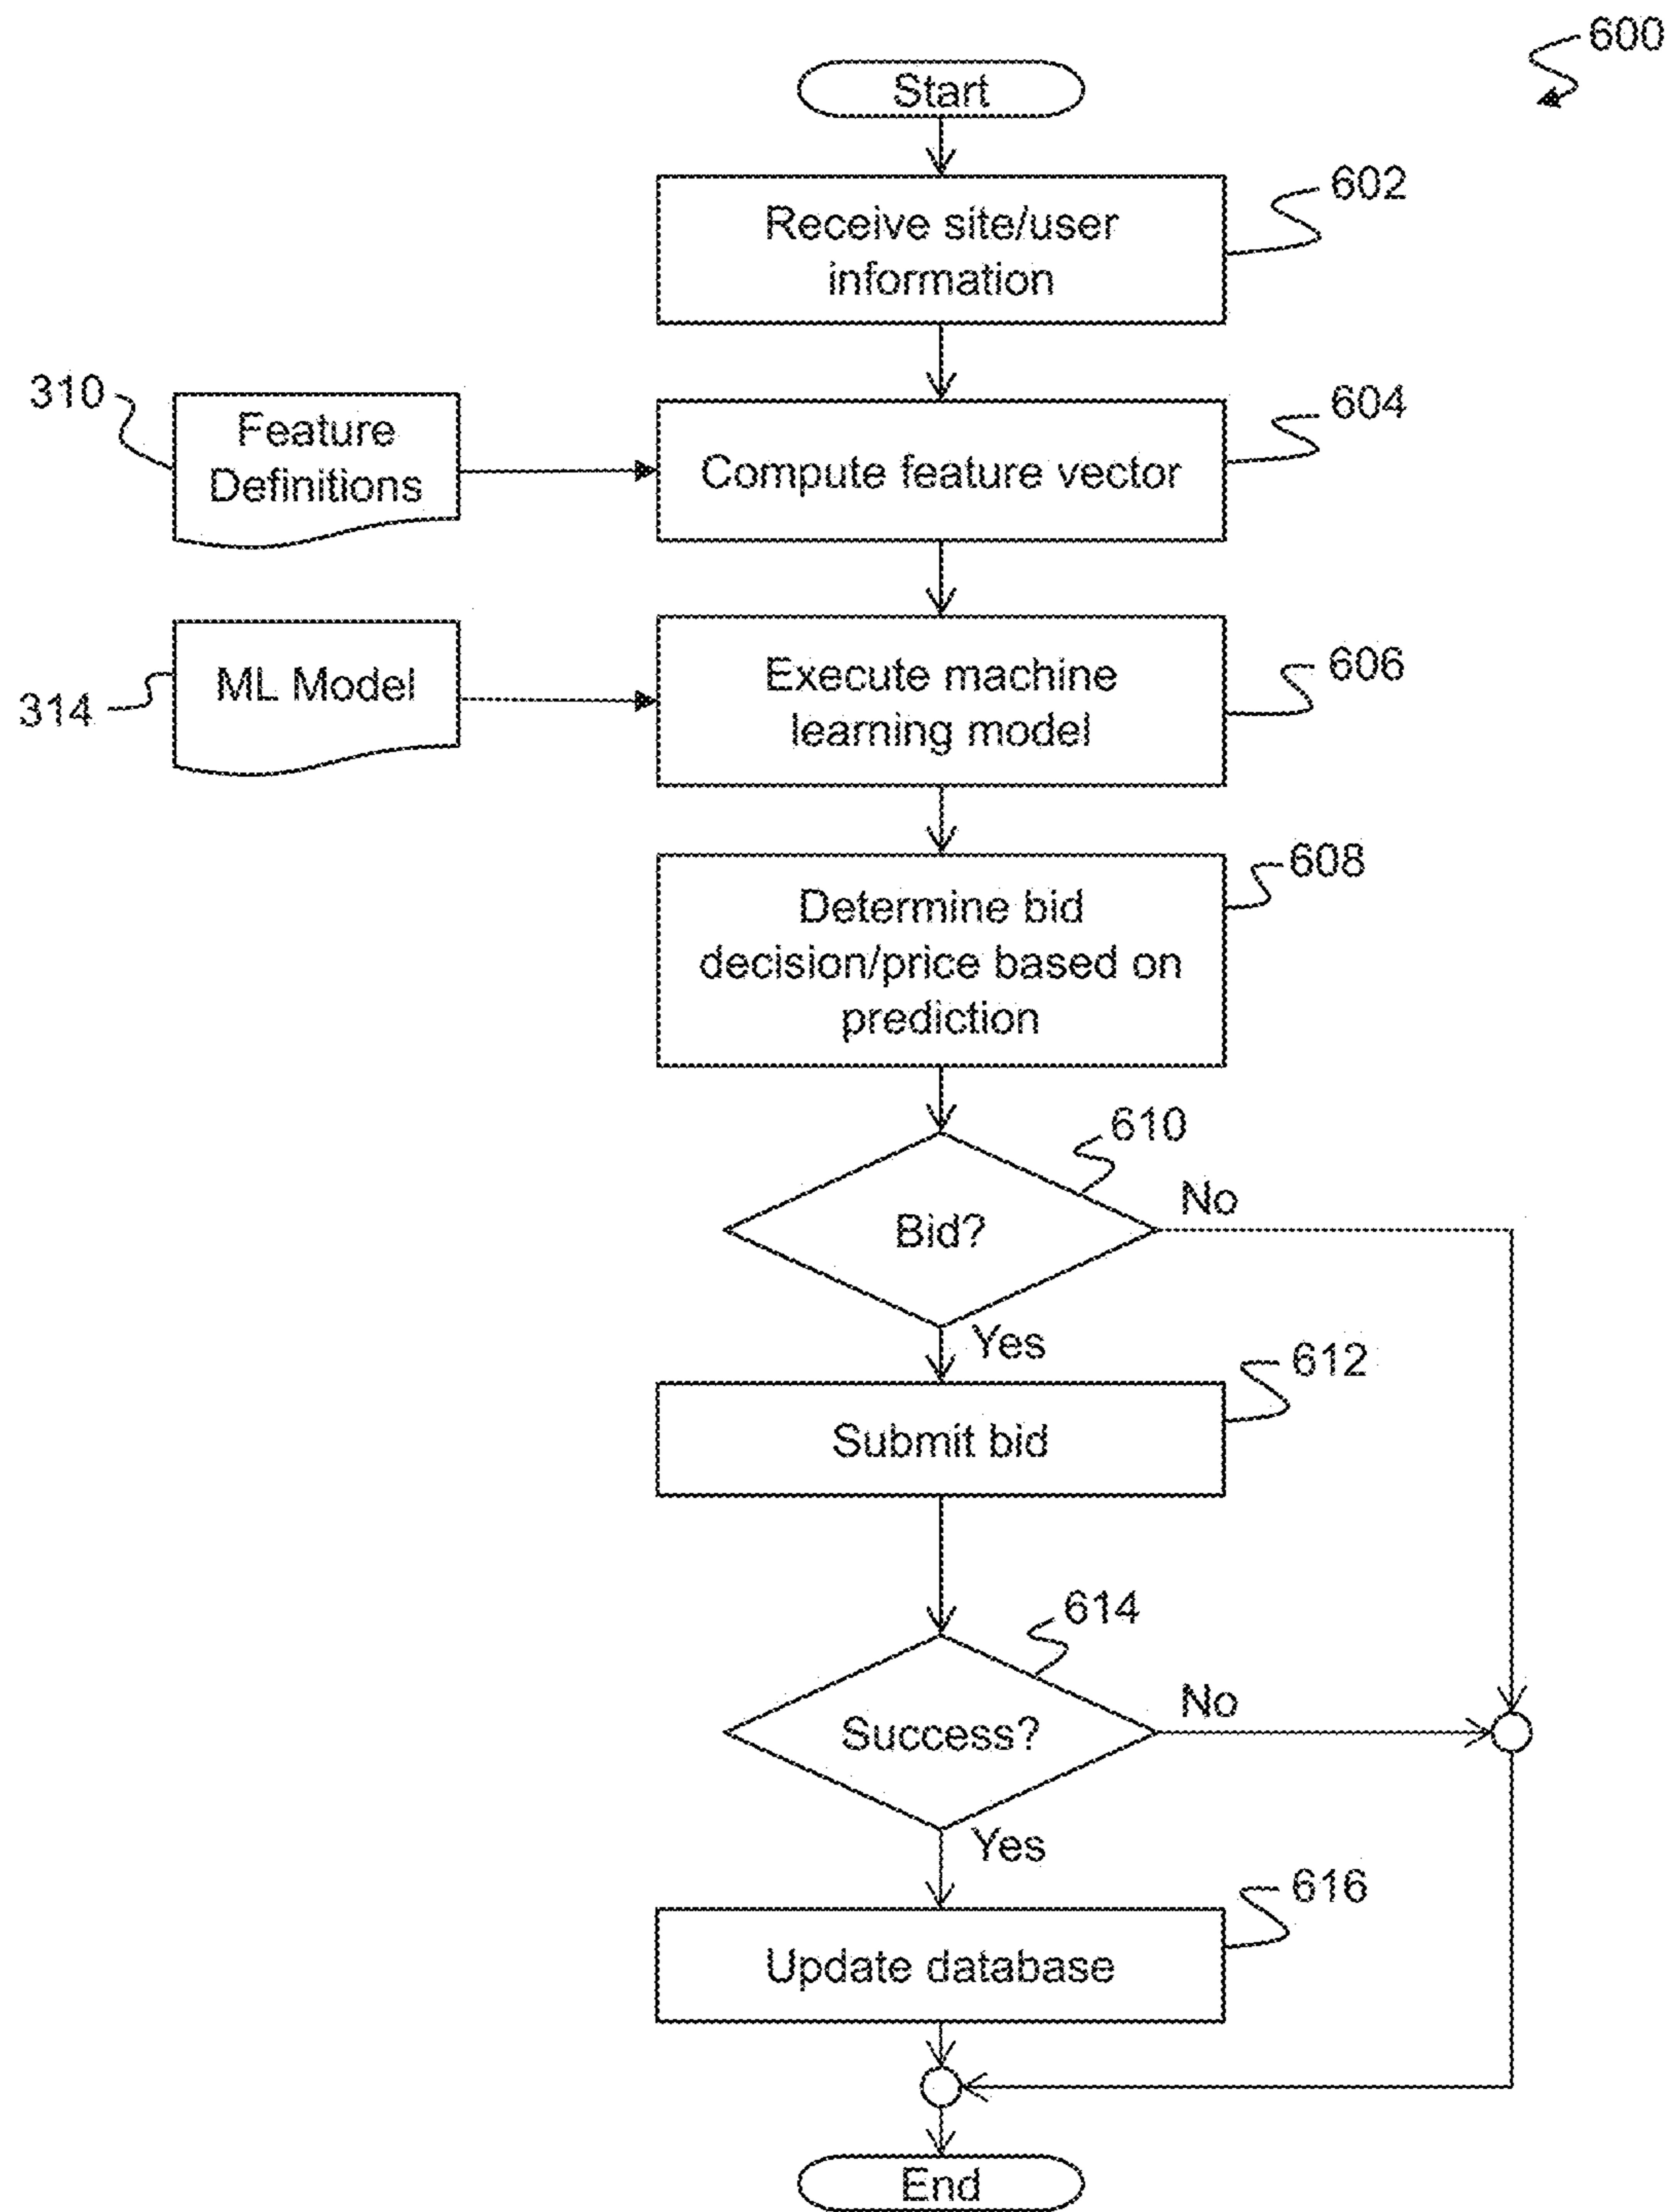 600
Start
602
Receive site/user
information
310
Feature
Definitions
604
Compute feature vector
314
ML Model
606
Execute machine
learning model
608
Determine bid
decision/price based on
prediction
610
Bid?
No
Yes
612
Submit bid
614
Success?
No
Yes
616
Update database
End